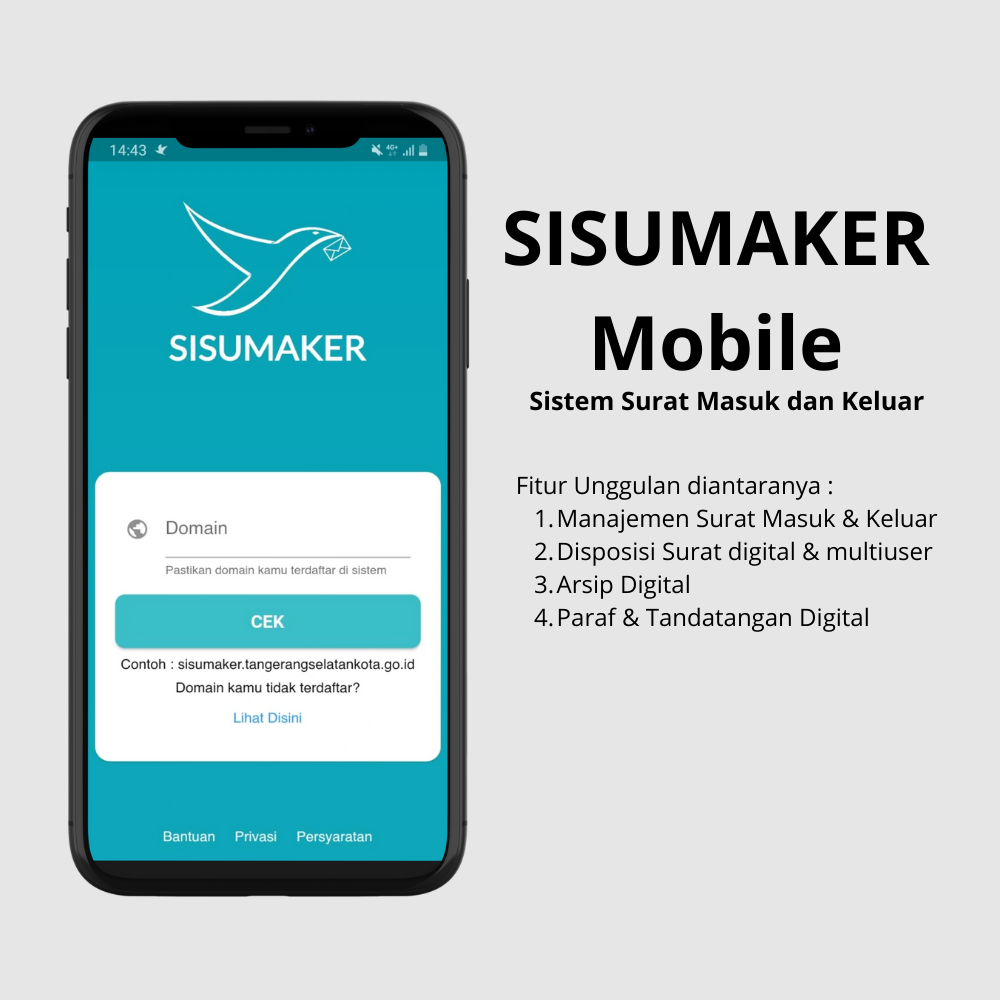 14:43
4G+
SISUMAKER
Domain
Pastikan domain kamu terdaftar di sistem
CEK
Contoh : sisumaker.tangerangselatankota.go.id
Domain kamu tidak terdaftar?
Lihat Disini
Bantuan Privasi Persyaratan
SISUMAKER
Mobile
Sistem Surat Masuk dan Keluar
Fitur Unggulan diantaranya :
1. Manajemen Surat Masuk & Keluar
2. Disposisi Surat digital & multiuser
3. Arsip Digital
4. Paraf & Tandatangan Digital